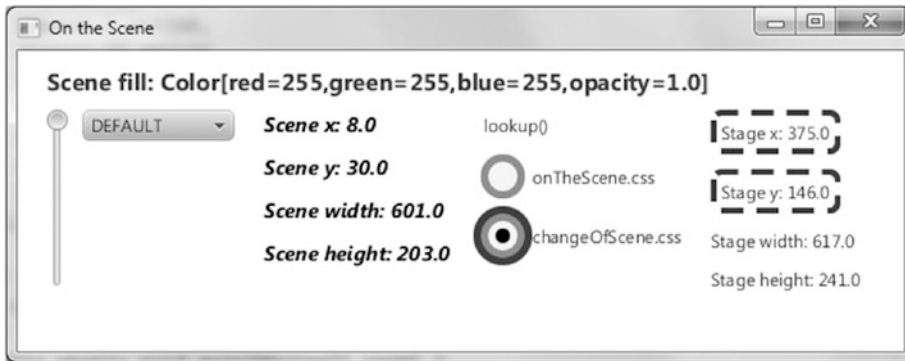 On the Scene
Scene fill: Color[red=255,green=255,blue=255,opacity=1.0]
DEFAULT
Scene x: 8.0
Scene y: 30.0
Scene width: 601.0
Scene height: 203.0
lookup()
onTheScene.css
changeOfScene.css
Stage x: 375.0
Stage y: 146.0
Stage width: 617.0
Stage height: 241.0